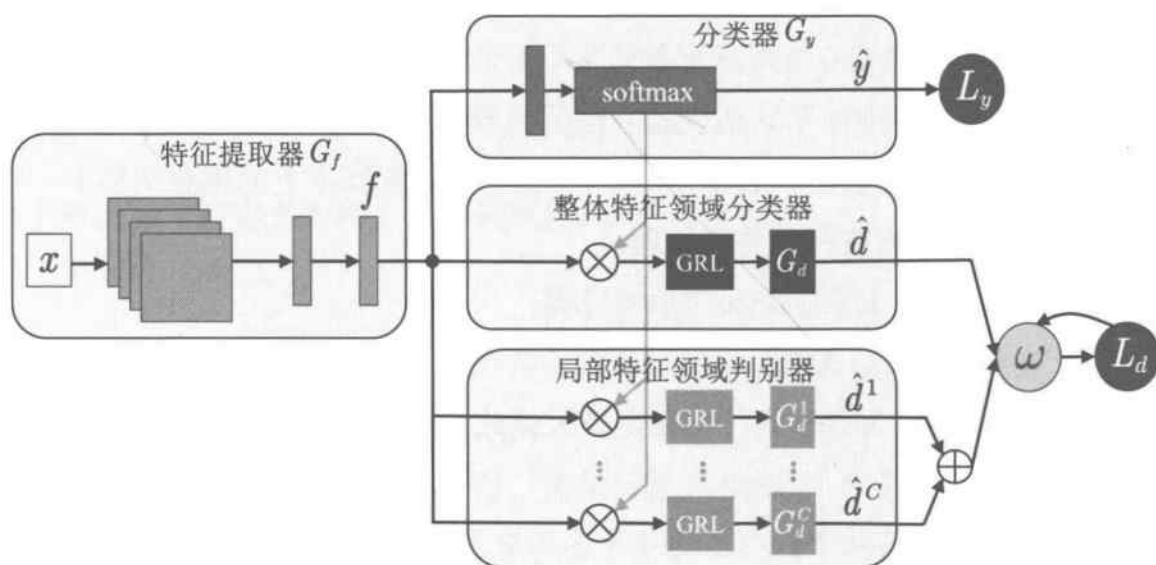 分类器 G_y
softmax
ŷ
L_y
特征提取器 G_f
x
f
整体特征领域分类器
GRL
G_d
d̂
ω
L_d
局部特征领域判别器
GRL
G_d^1
d̂^1
GRL
G_d^C
d̂^C